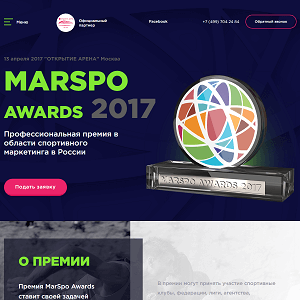 Меню
Официальный
партнер
Facebook
+7 (499) 704 24 84
Обратный звонок
13 апреля 2017 "ОТКРЫТИЕ АРЕНА" Москва
MARSPO
AWARDS 2017
Профессиональная премия в
области спортивного
маркетинга в России
MARSPO AWARDS 2017
Подать заявку
О ПРЕМИИ
Премия MarSpo Awards
ставит своей задачей
В премии могут принять участие спортивные
клубы, федерации, лиги, агентства,